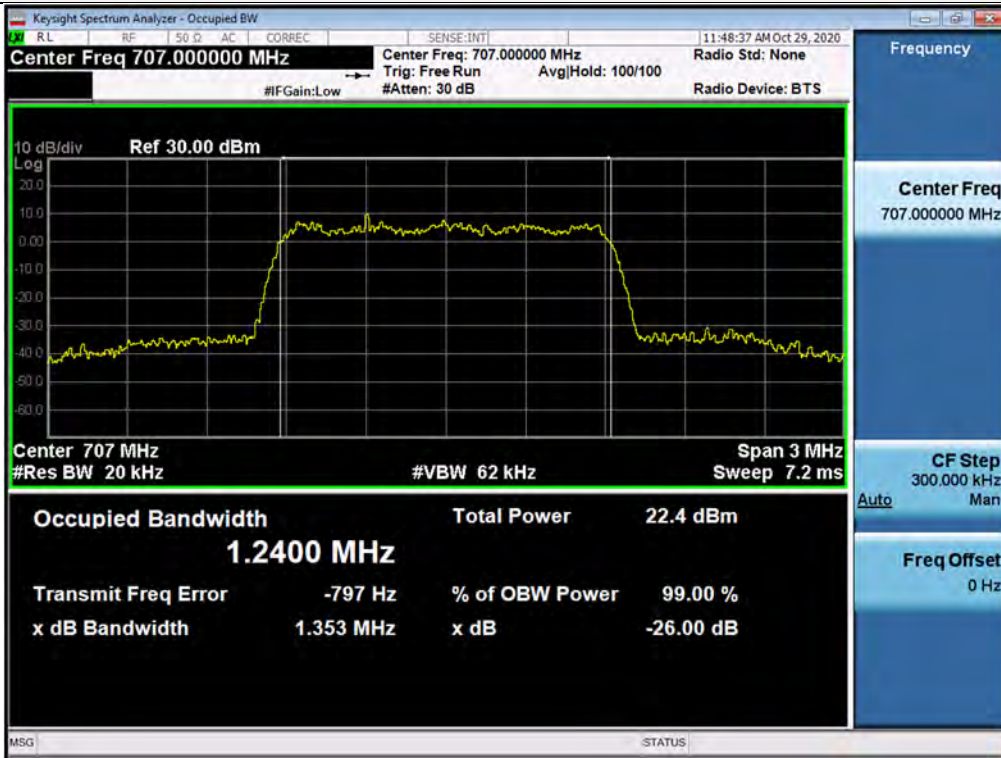 Keysight Spectrum Analyzer - Occupied BW
LXI RL RF 50 Ω AC CORREC SENSE:INT 11:48:37 AM Oct 29, 2020
Center Freq 707.000000 MHz
Center Freq: 707.000000 MHz
Radio Std: None
Trig: Free Run Avg|Hold: 100/100
#IFGain:Low
#Atten: 30 dB
Radio Device: BTS
10 dB/div Ref 30.00 dBm
Log
20.0
10.0
0.00
-10.0
-20.0
-30.0
-40.0
-50.0
-60.0
Center 707 MHz Span 3 MHz
#Res BW 20 kHz #VBW 62 kHz Sweep 7.2 ms
Occupied Bandwidth Total Power 22.4 dBm
1.2400 MHz
Transmit Freq Error -797 Hz % of OBW Power 99.00 %
x dB Bandwidth 1.353 MHz x dB -26.00 dB
MSG STATUS
Frequency
Center Freq
707.000000 MHz
CF Step
300.000 kHz
Auto Man
Freq Offset
0 Hz